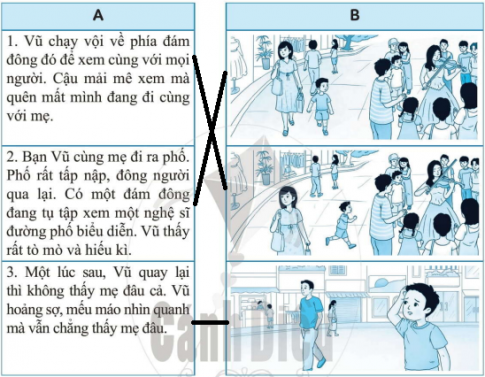 A
B
1. Vũ chạy vội về phía đám
đông đó để xem cùng với mọi
người. Cậu mải mê xem mà
quên mất mình đang đi cùng
với mẹ.
2. Bạn Vũ cùng mẹ đi ra phố.
Phố rất tấp nập, đông người
qua lại. Có một đám đông
đang tụ tập xem một nghệ sĩ
đường phố biểu diễn. Vũ thấy
rất tò mò và hiếu kì.
3. Một lúc sau, Vũ quay lại
thì không thấy mẹ đâu cả. Vũ
hoảng sợ, mếu máo nhìn quanh
mà vẫn chẳng thấy mẹ đâu.
Cánh Diều